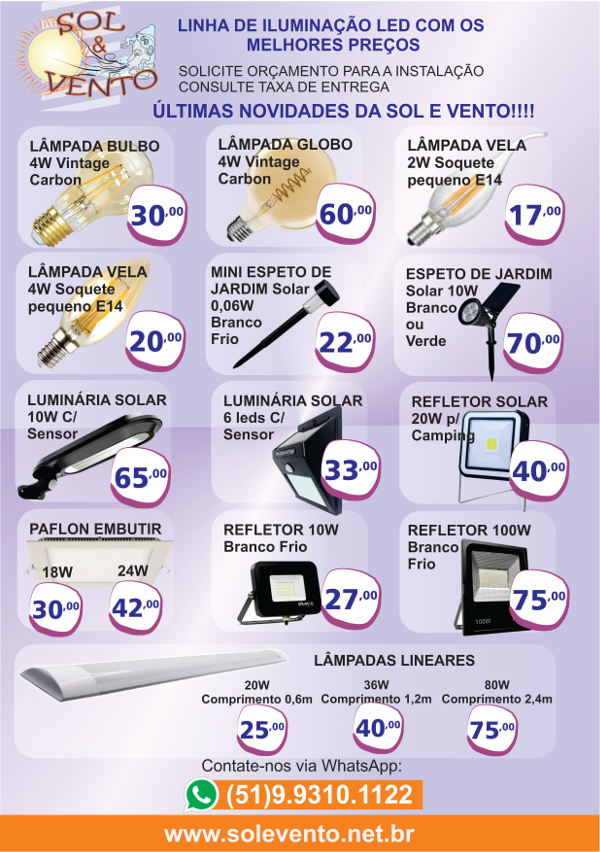 SOL
&
VENTO
LINHA DE ILUMINAÇÃO LED COM OS
MELHORES PREÇOS
SOLICITE ORÇAMENTO PARA A INSTALAÇÃO
CONSULTE TAXA DE ENTREGA
ÚLTIMAS NOVIDADES DA SOL E VENTO!!!!
LÂMPADA BULBO
4W Vintage
Carbon
30,00
LÂMPADA GLOBO
4W Vintage
Carbon
60,00
LÂMPADA VELA
2W Soquete
pequeno E14
17,00
LÂMPADA VELA
4W Soquete
pequeno E14
20,00
MINI ESPETO DE
JARDIM Solar
0,06W
Branco
Frio
22,00
ESPETO DE JARDIM
Solar 10W
Branco
ou
Verde
70,00
LUMINÁRIA SOLAR
10W C/
Sensor
65,00
LUMINÁRIA SOLAR
6 leds C/
Sensor
33,00
REFLETOR SOLAR
20W p/
Camping
40,00
PAFLON EMBUTIR
18W 24W
30,00 42,00
REFLETOR 10W
Branco Frio
27,00
REFLETOR 100W
Branco
Frio
100W
75,00
LÂMPADAS LINEARES
20W 36W 80W
Comprimento 0,6m Comprimento 1,2m Comprimento 2,4m
25,00 40,00 75,00
Contate-nos via WhatsApp:
(51)9.9310.1122
www.solevento.net.br